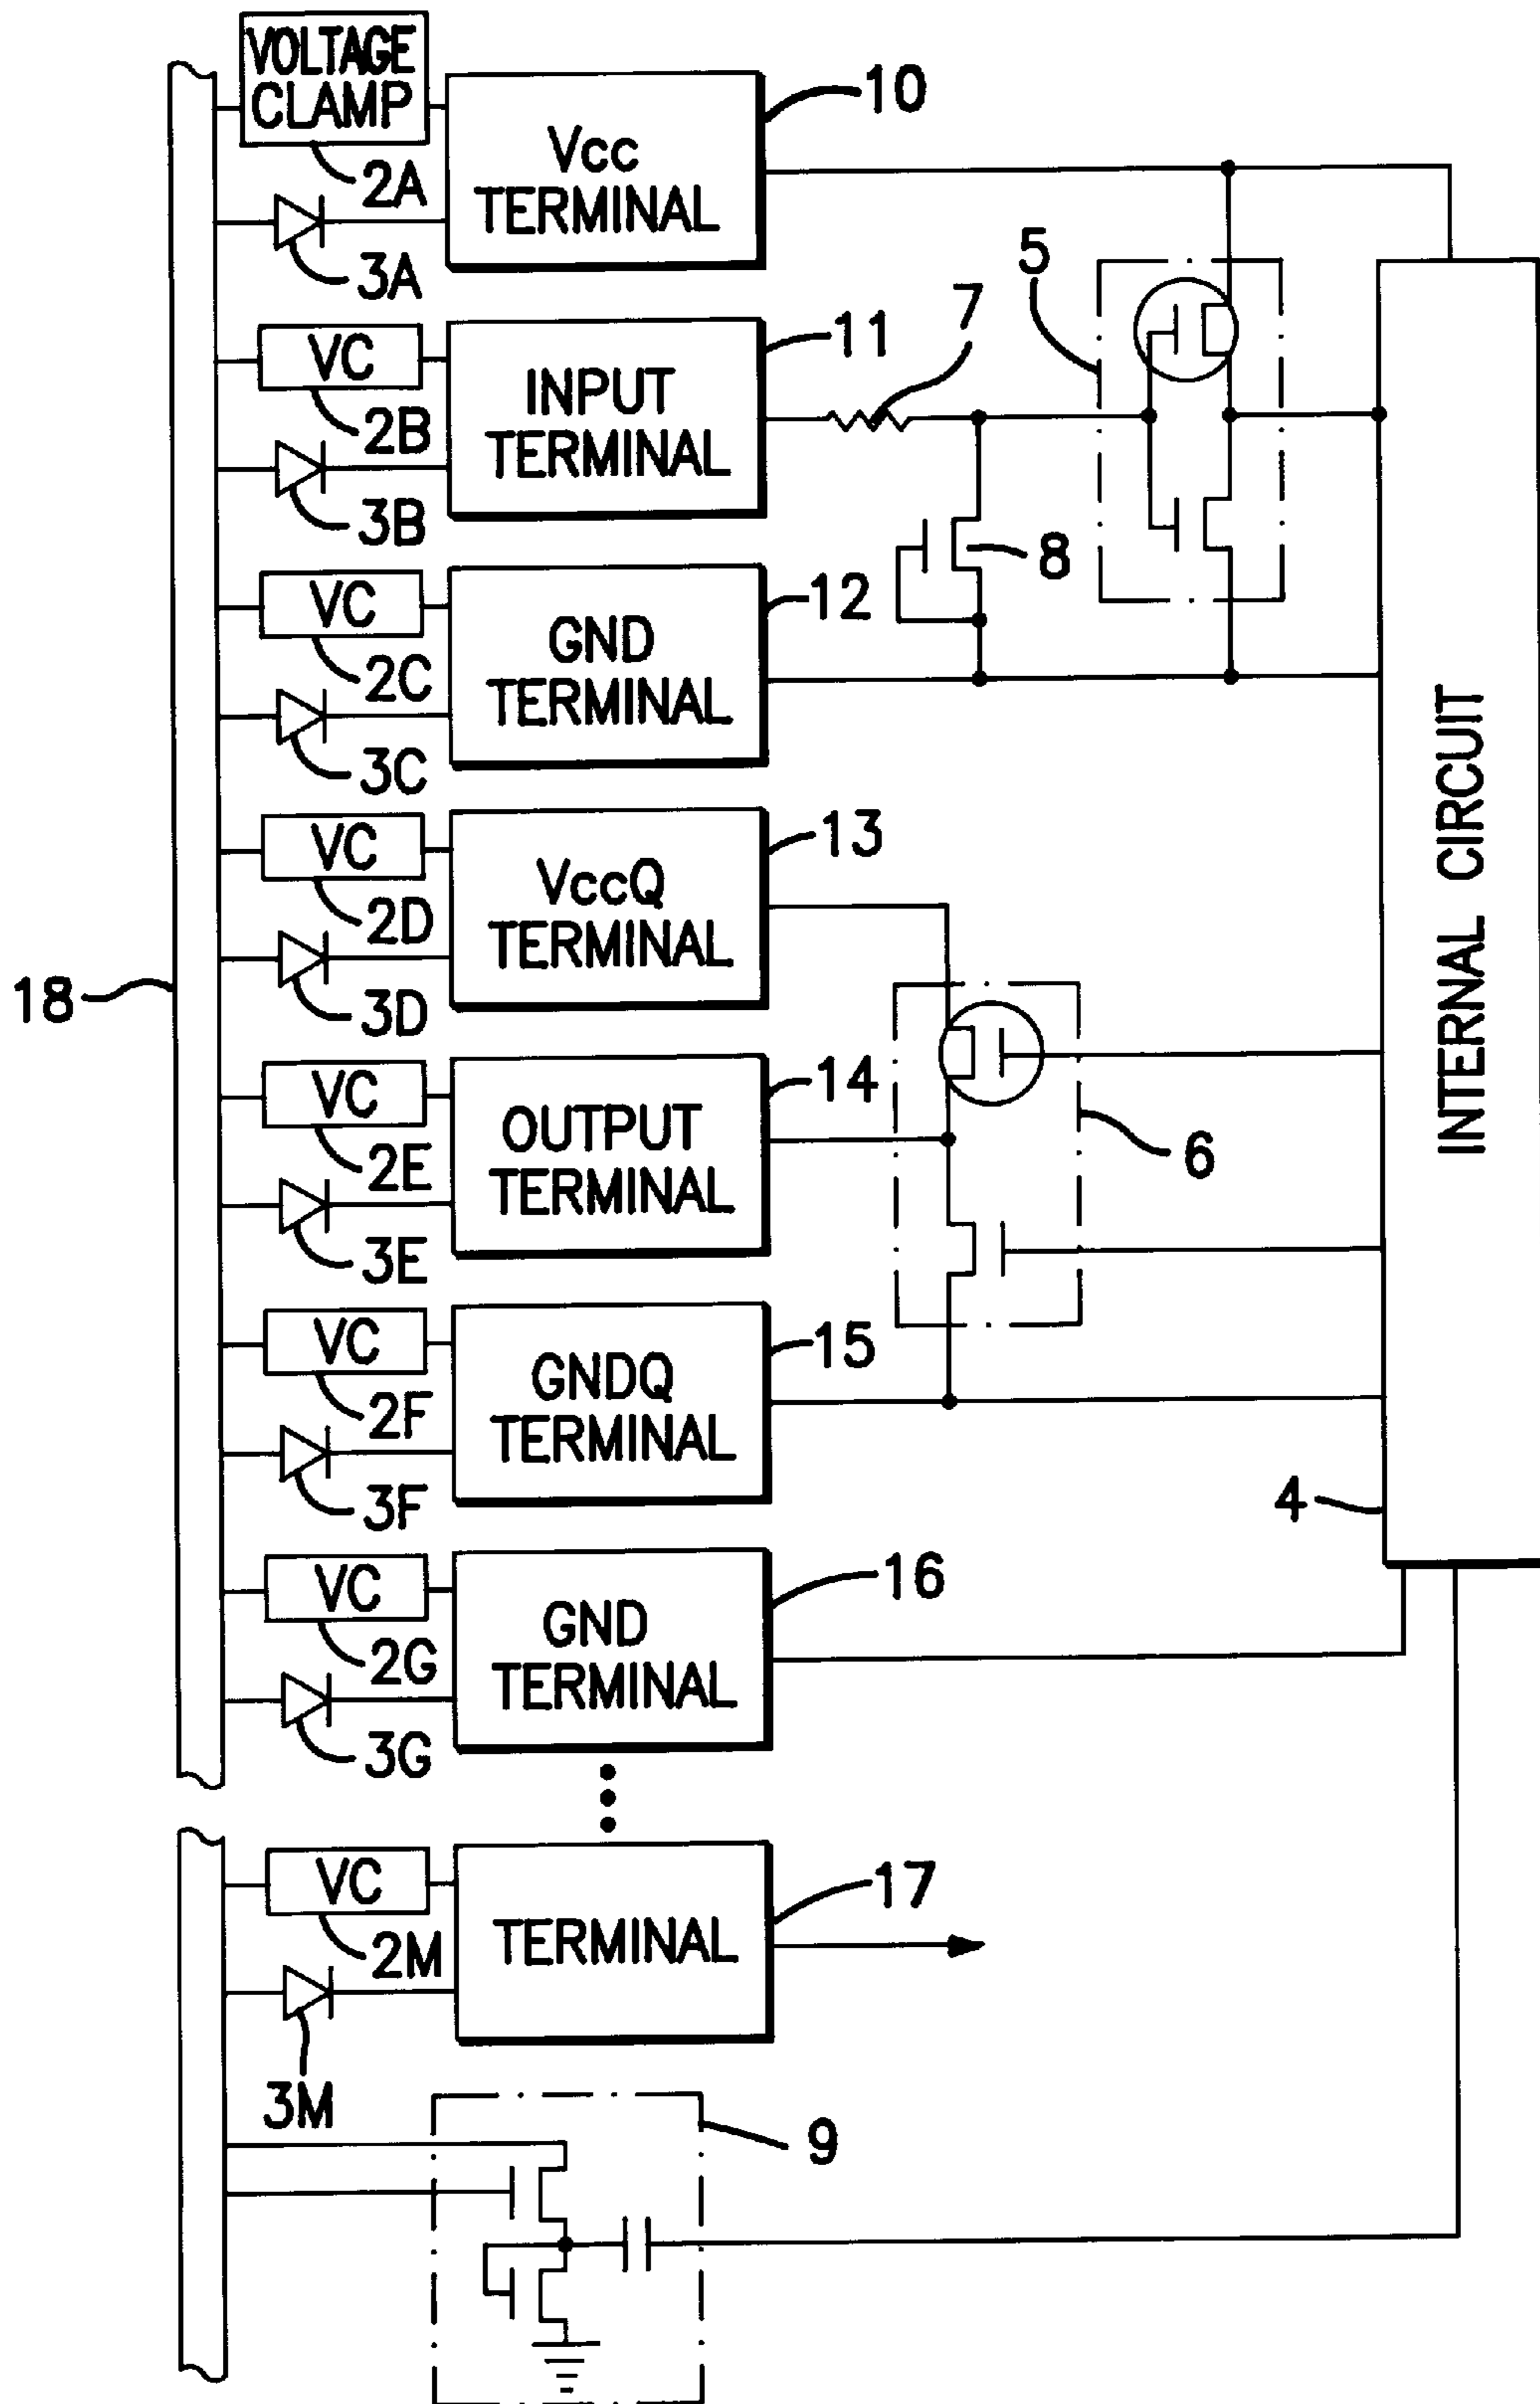 VOLTAGE
CLAMP
2A
3A
Vcc
TERMINAL
10
VC
2B
3B
INPUT
TERMINAL
11
7
5
8
VC
2C
3C
GND
TERMINAL
12
VC
2D
3D
VccQ
TERMINAL
13
18
VC
2E
3E
OUTPUT
TERMINAL
14
6
INTERNAL CIRCUIT
VC
2F
3F
GNDQ
TERMINAL
15
4
VC
2G
3G
GND
TERMINAL
16
VC
2M
3M
TERMINAL
17
9